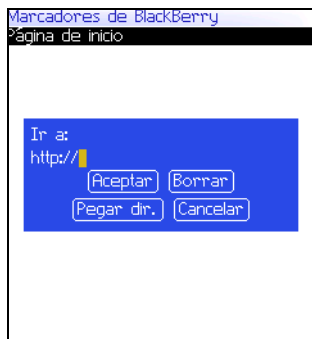 Marcadores de BlackBerry
Página de inicio
Ir a:
http://
Aceptar Borrar
Pegar dir. Cancelar